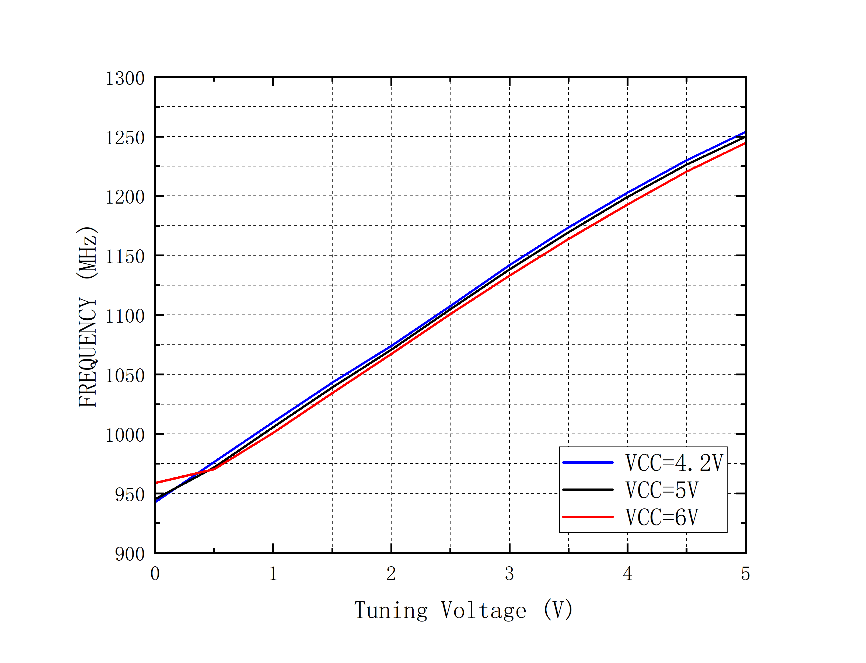 1300
1250
1200
1150
1100
1050
1000
950
900
FREQUENCY (MHz)
VCC=4.2V
VCC=5V
VCC=6V
0 1 2 3 4 5
Tuning Voltage (V)